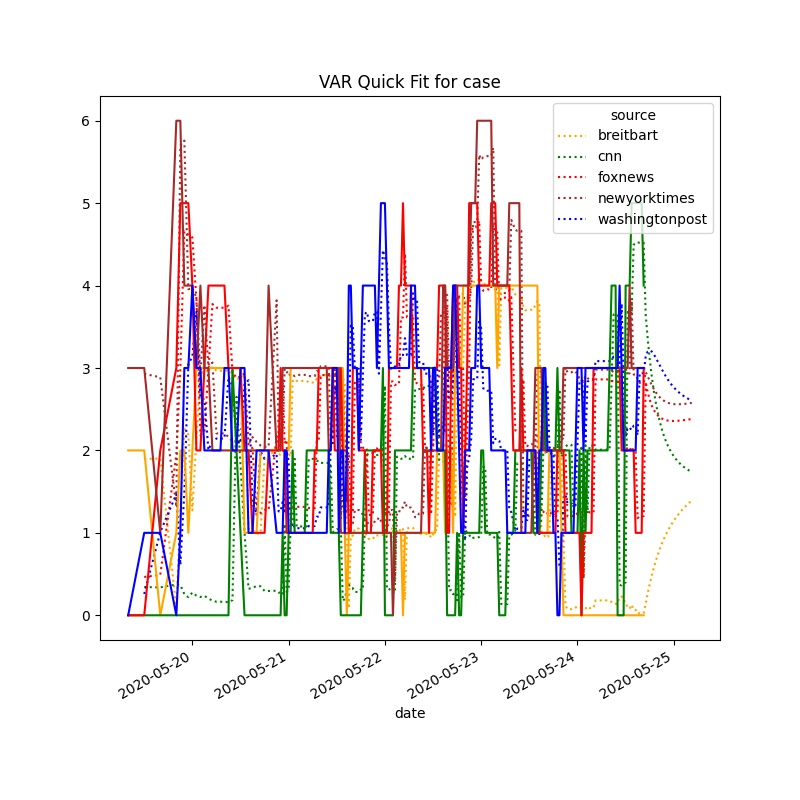 VAR Quick Fit for case
source
breitbart
cnn
foxnews
newyorktimes
washingtonpost
6
5
4
3
2
1
0
2020-05-20
2020-05-21
2020-05-22
2020-05-23
2020-05-24
2020-05-25
date